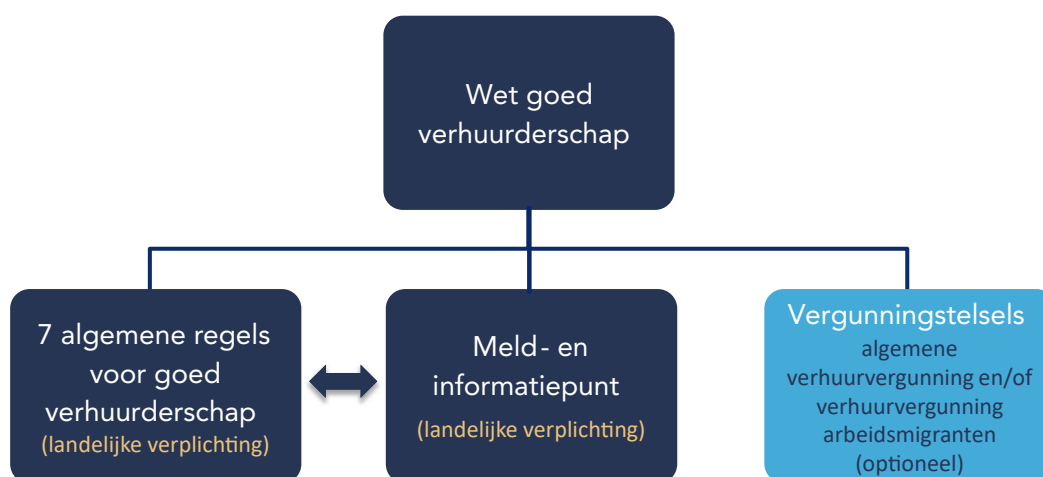 Wet goed
verhuurderschap
7 algemene regels
voor goed
verhuurderschap
(landelijke verplichting)
Meld- en
informatiepunt
(landelijke verplichting)
Vergunningstelsels
algemene
verhuurvergunning en/of
verhuurvergunning
arbeidsmigranten
(optioneel)